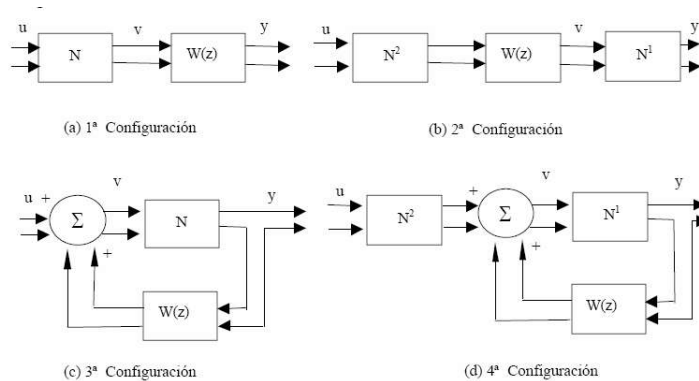 u v y u v y
N W(z) N² W(z) N¹
(a) 1ª Configuración (b) 2ª Configuración
v y v y
u + u +
Σ N N² Σ N¹
+ +
W(z) W(z)
(c) 3ª Configuración (d) 4ª Configuración